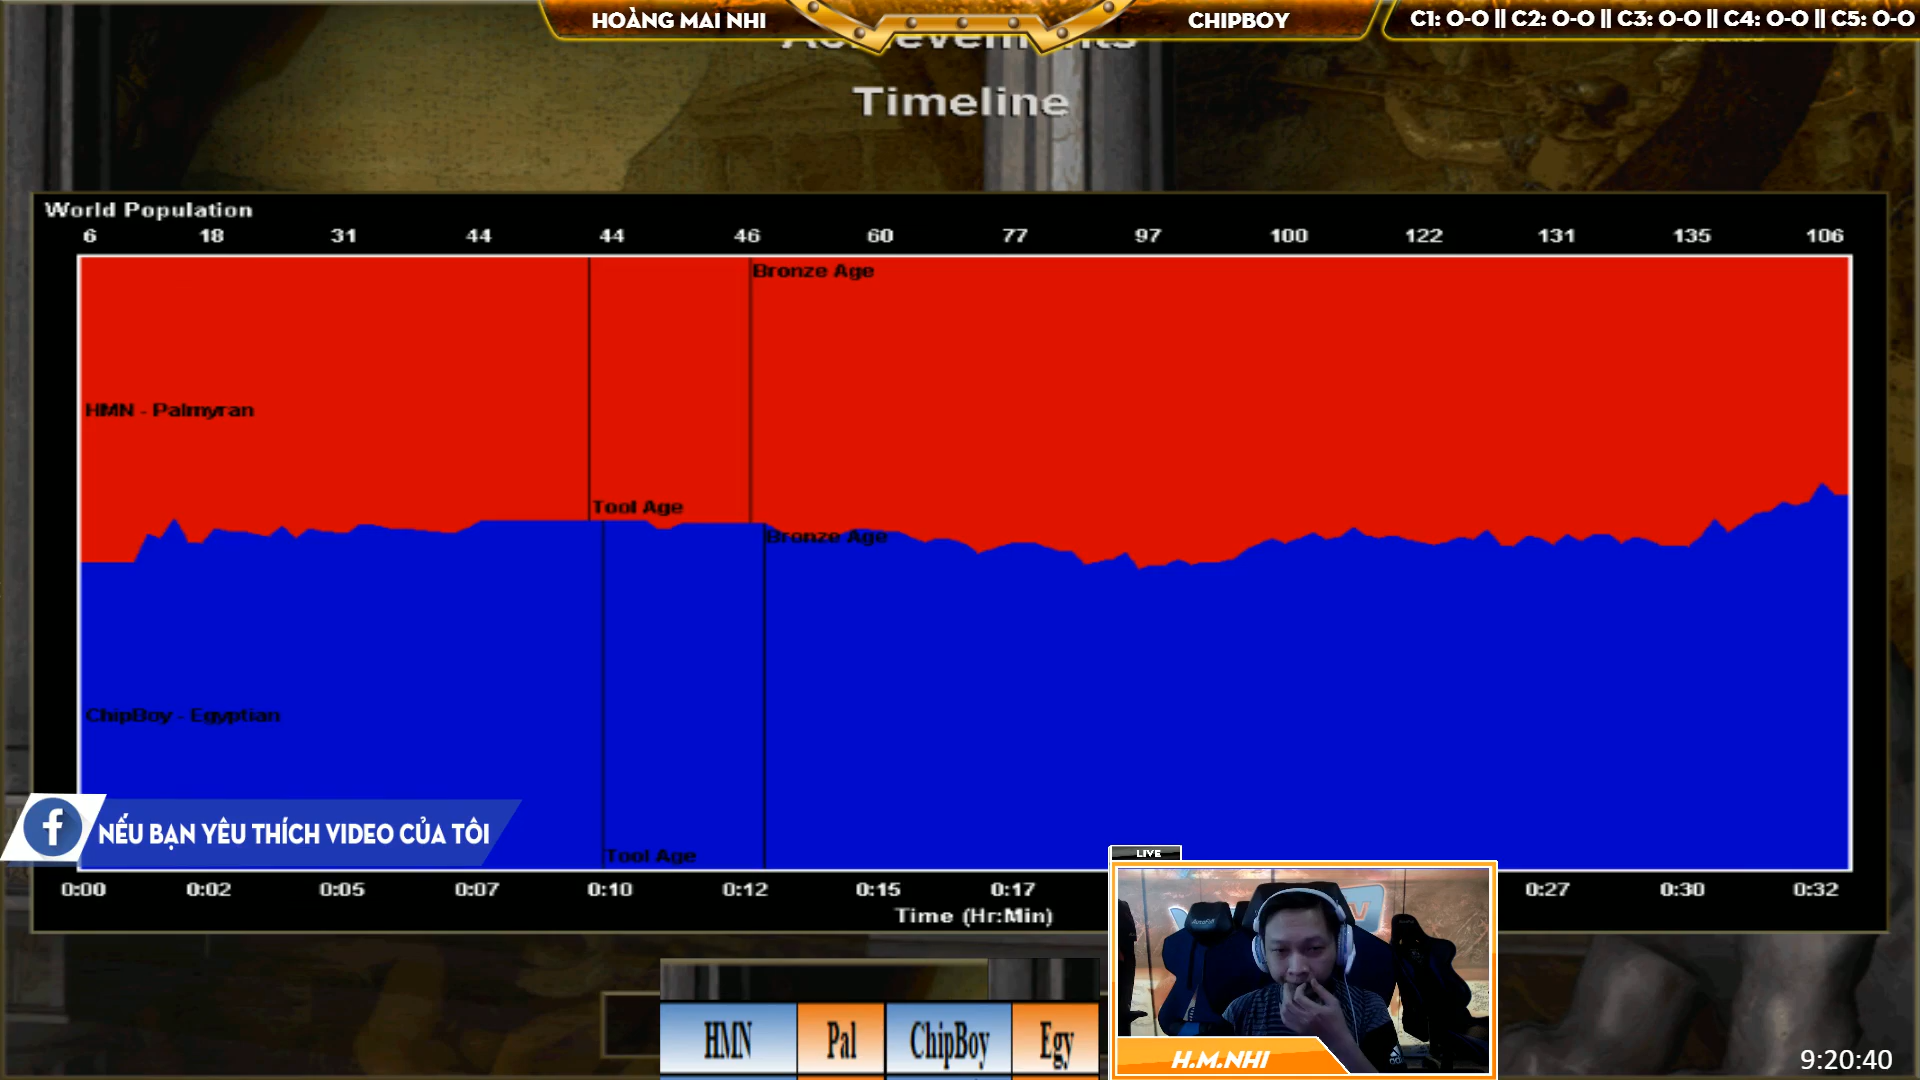 HOÀNG MAI NHI
CHIPBOY
C1: 0-0 || C2: 0-0 || C3: 0-0 || C4: 0-0 || C5: 0-0
Achievements
Timeline
World Population
6 18 31 44 44 46 60 77 97 100 122 131 135 106
Bronze Age
HMN - Palmyran
Tool Age
Bronze Age
ChipBoy - Egyptian
NẾU BẠN YÊU THÍCH VIDEO CỦA TÔI
Tool Age
LIVE
0:00 0:02 0:05 0:07 0:10 0:12 0:15 0:17 0:27 0:30 0:32
Time (Hr:Min)
HMN Pal ChipBoy Egy
H.M.NHI
9:20:40